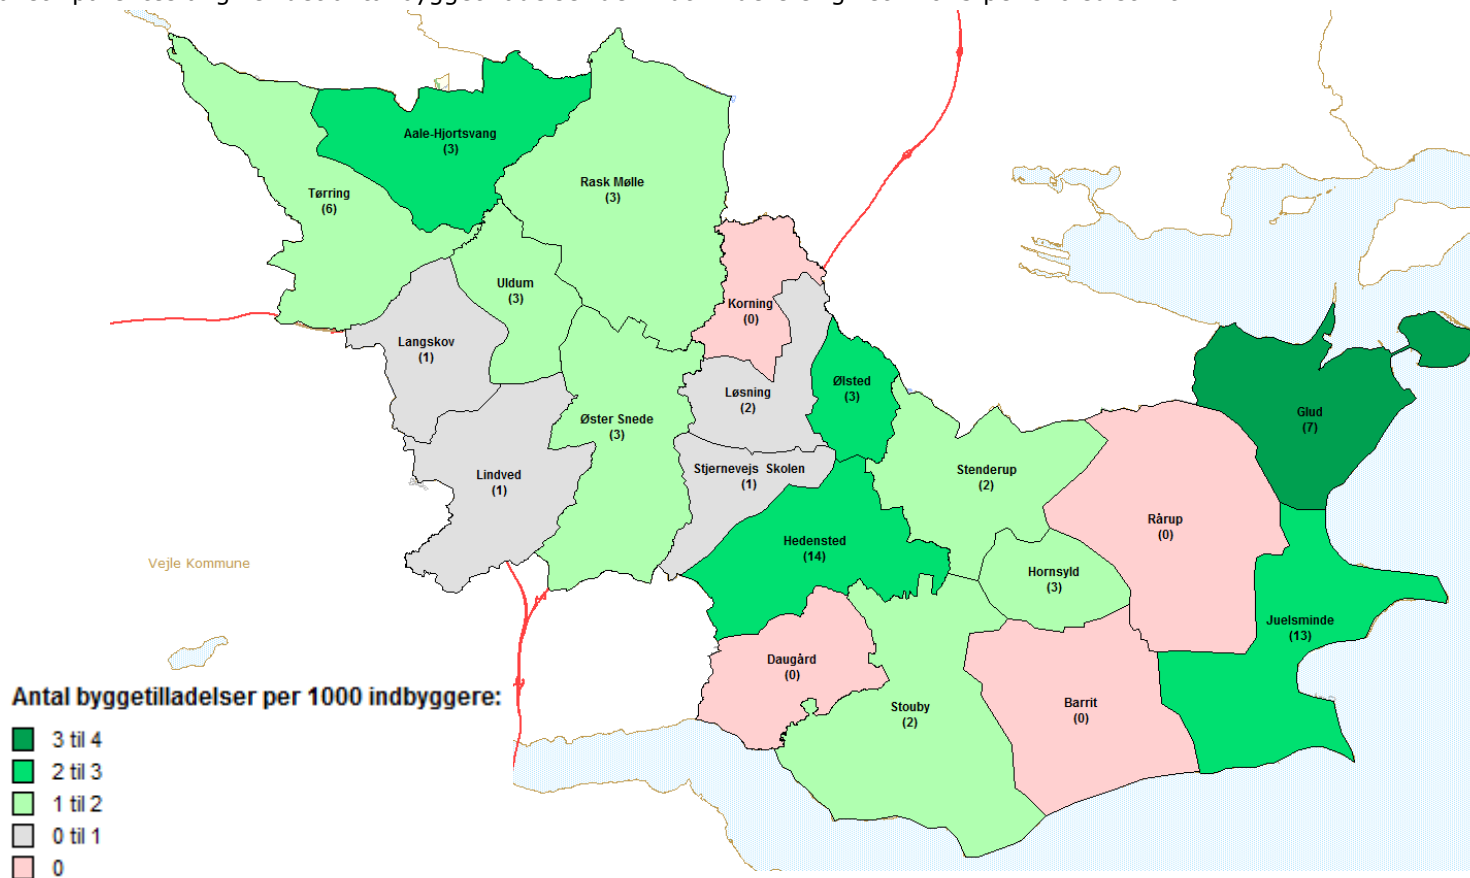 Aale-Hjortsvang
(3)
Rask Mølle
(3)
Tørring
(6)
Uldum
(3)
Korning
(0)
Langskov
(1)
Ølsted
(3)
Løsning
(2)
Glud
(7)
Øster Snede
(3)
Stjernevejs Skolen
(1)
Stenderup
(2)
Lindved
(1)
Rårup
(0)
Hedensted
(14)
Vejle Kommune
Hornsyld
(3)
Juelsminde
(13)
Daugård
(0)
Stouby
(2)
Barrit
(0)
Antal byggetilladelser per 1000 indbyggere:
3 til 4
2 til 3
1 til 2
0 til 1
0